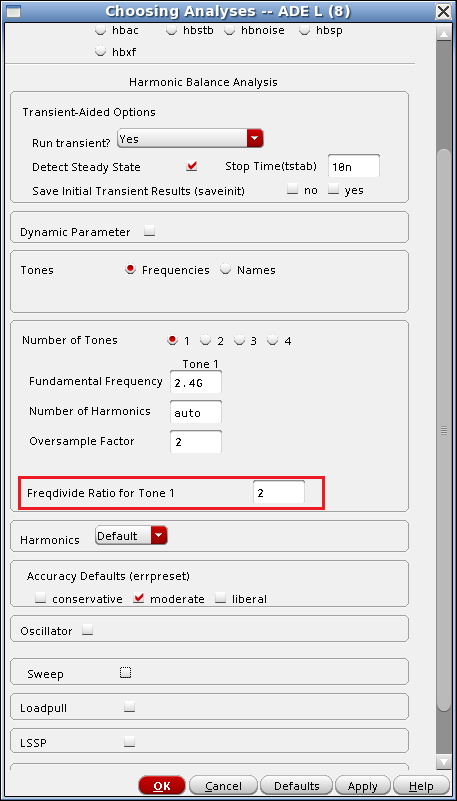 Choosing Analyses -- ADE L (8)
hbac hbstb hbnoise hbsp
hbxf
Harmonic Balance Analysis
Transient-Aided Options
Run transient? Yes
Detect Steady State Stop Time(tstab) 10n
Save Initial Transient Results (saveinit) no yes
Dynamic Parameter
Tones Frequencies Names
Number of Tones 1 2 3 4
Tone 1
Fundamental Frequency 2.4G
Number of Harmonics auto
Oversample Factor 2
Freqdivide Ratio for Tone 1 2
Harmonics Default
Accuracy Defaults (errpreset)
conservative moderate liberal
Oscillator
Sweep
Loadpull
LSSP
OK Cancel Defaults Apply Help